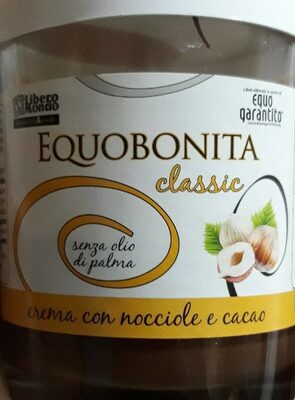 Libero
Mondo
EQUO
garantito
EQUOBONITA
classic
senza olio
di palma
crema con nocciole e cacao